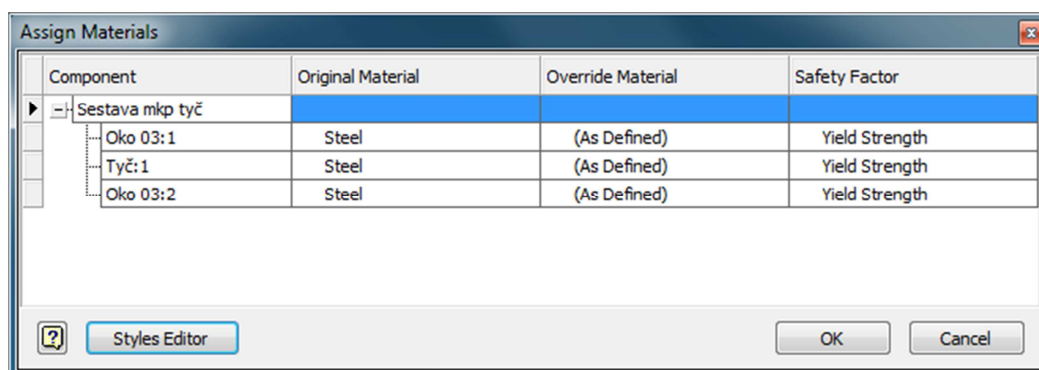 Assign Materials
Component Original Material Override Material Safety Factor
Sestava mkp tyč
Oko 03:1 Steel (As Defined) Yield Strength
Tyč:1 Steel (As Defined) Yield Strength
Oko 03:2 Steel (As Defined) Yield Strength
? Styles Editor OK Cancel